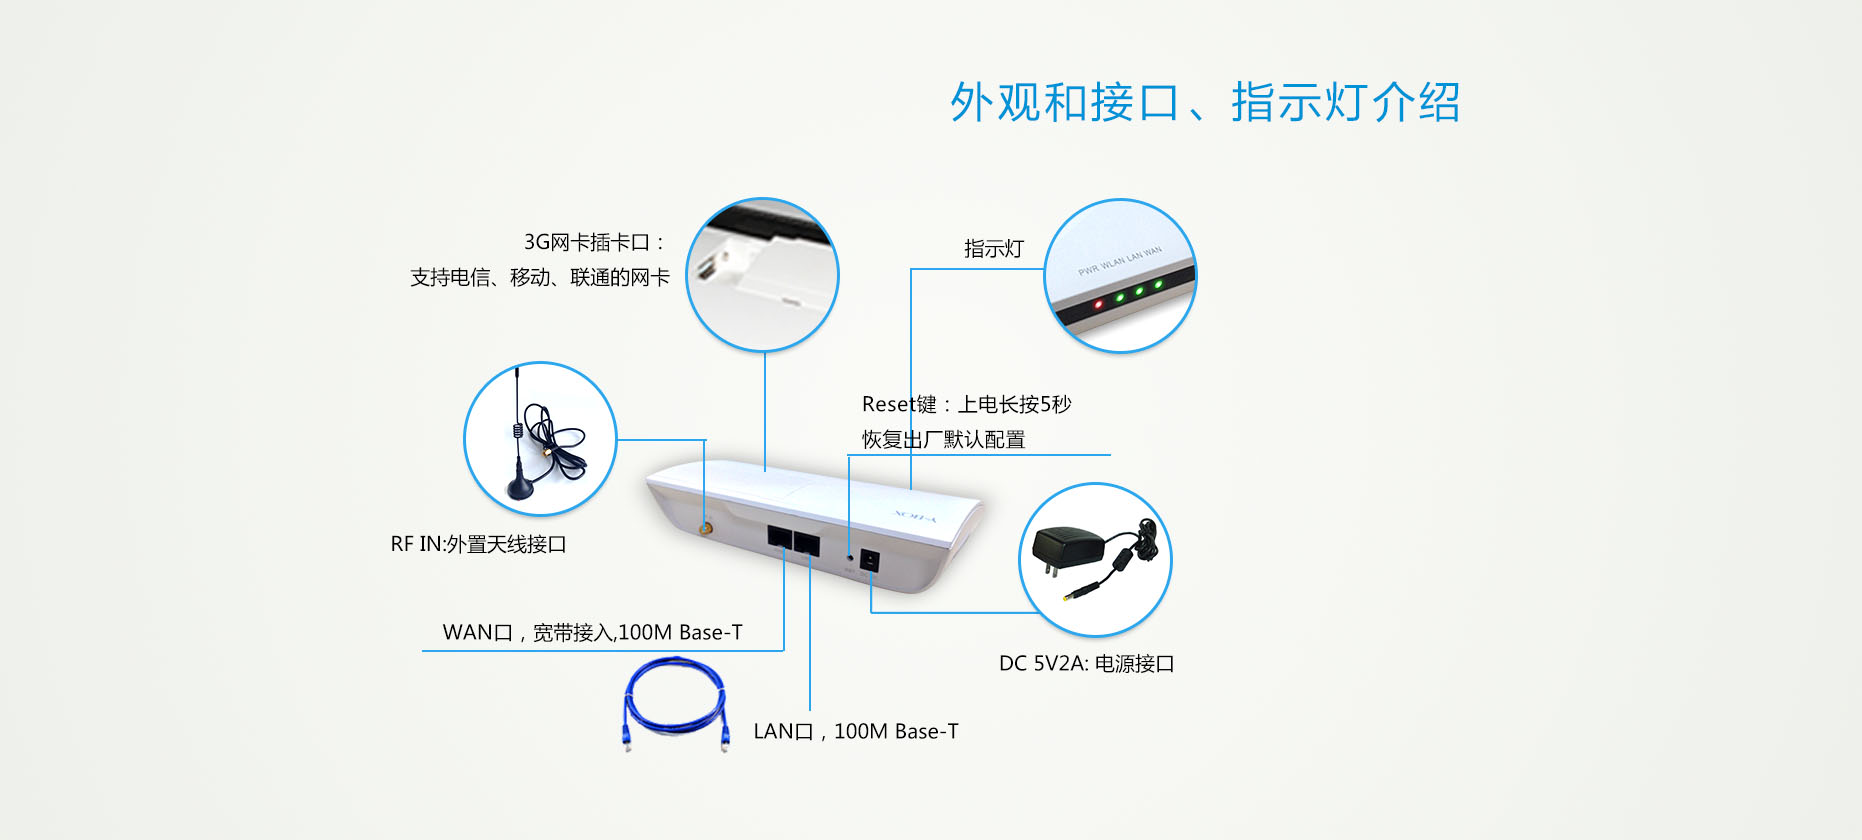 外观和接口、指示灯介绍
3G网卡插卡口：
支持电信、移动、联通的网卡
指示灯
PWR WLAN LAN WAN
Reset键：上电长按5秒
恢复出厂默认配置
RF IN:外置天线接口
Y-BOX
WAN口，宽带接入,100M Base-T
DC 5V2A: 电源接口
LAN口，100M Base-T